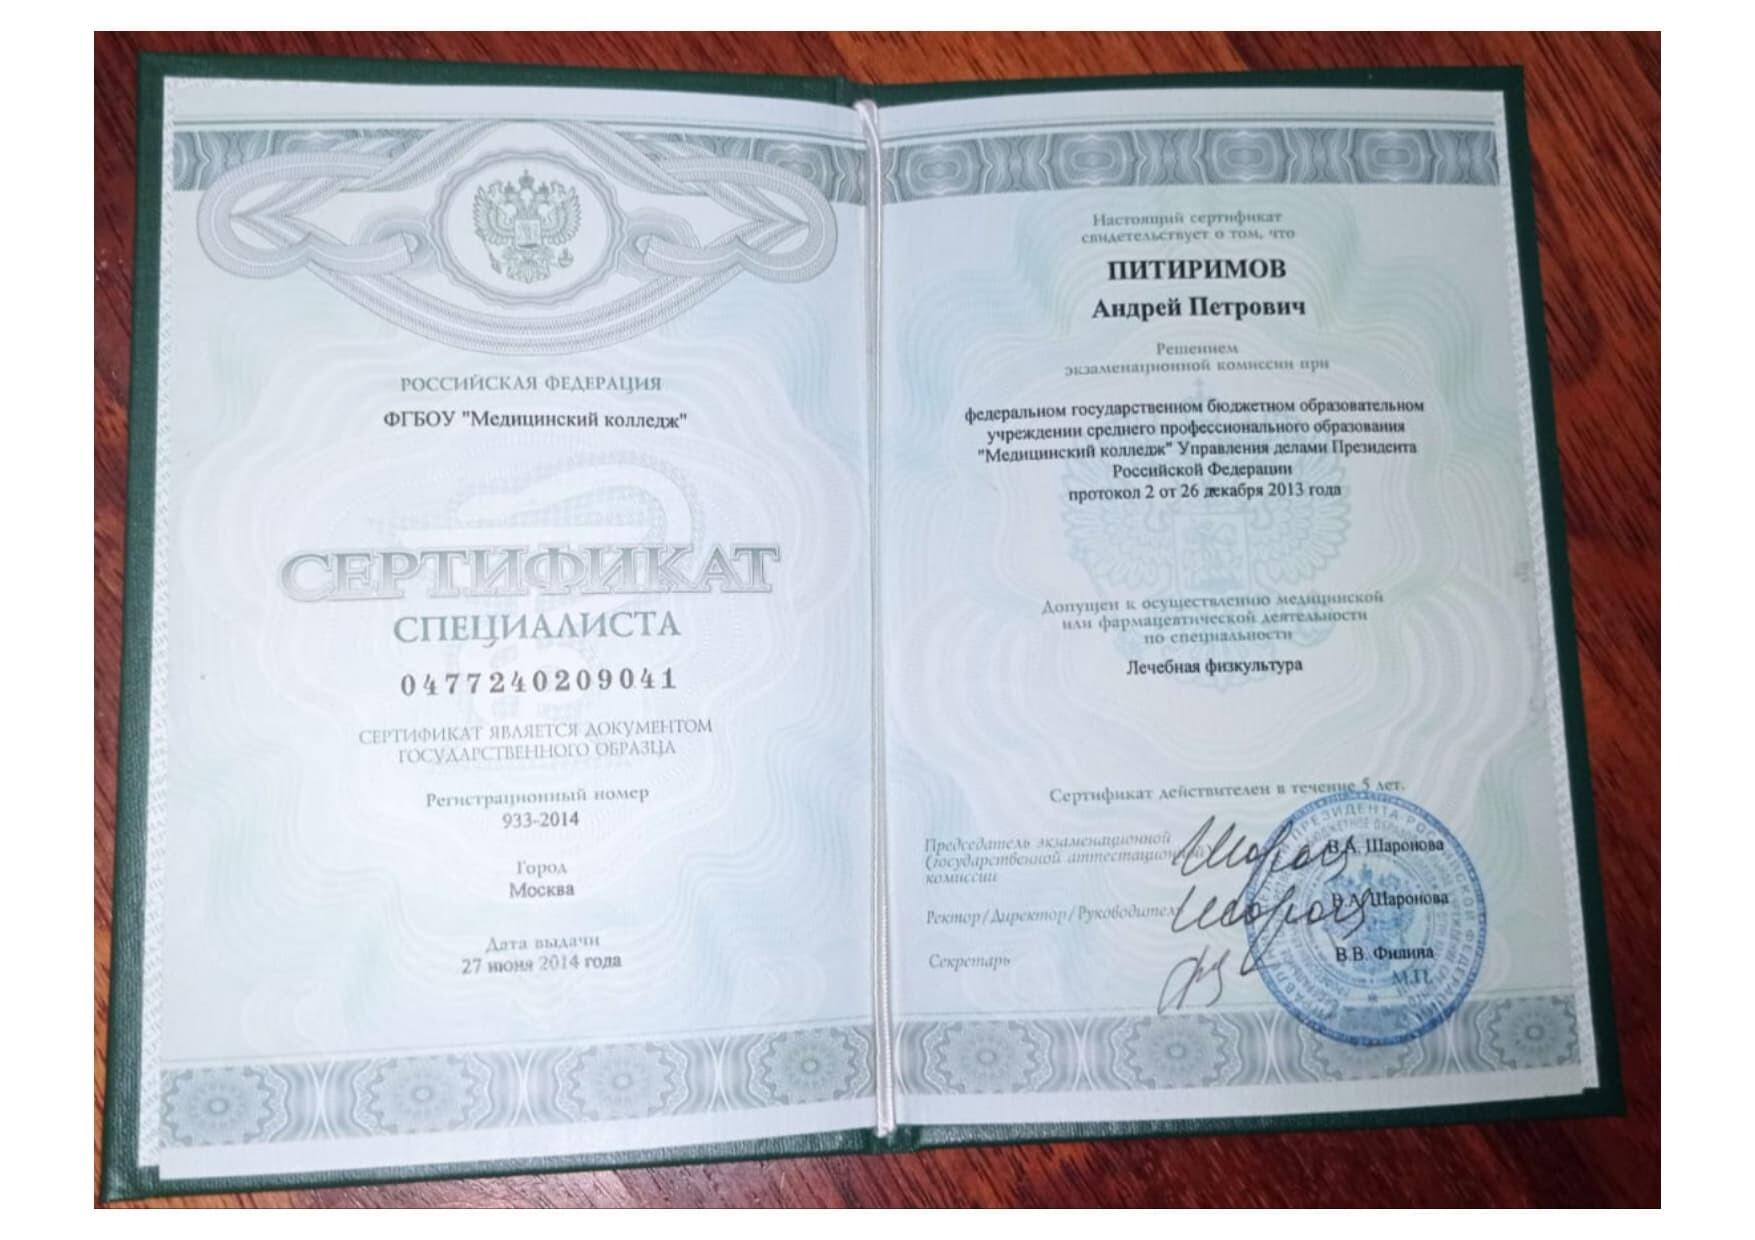 РОССИЙСКАЯ ФЕДЕРАЦИЯ
ФГБОУ "Медицинский колледж"
СЕРТИФИКАТ
СПЕЦИАЛИСТА
0477240209041
СЕРТИФИКАТ ЯВЛЯЕТСЯ ДОКУМЕНТОМ
ГОСУДАРСТВЕННОГО ОБРАЗЦА
Регистрационный номер
933-2014
Город
Москва
Дата выдачи
27 июня 2014 года
Настоящий сертификат
свидетельствует о том, что
ПИТИРИМОВ
Андрей Петрович
Решением
экзаменационной комиссии при
федеральном государственном бюджетном образовательном
учреждении среднего профессионального образования
"Медицинский колледж" Управления делами Президента
Российской Федерации
протокол 2 от 26 декабря 2013 года
Допущен к осуществлению медицинской
или фармацевтической деятельности
по специальности
Лечебная физкультура
Сертификат действителен в течение 5 лет.
Председатель экзаменационной
(государственной аттестационной)
комиссии
В.А. Шаронова
Ректор/Директор/Руководитель
В.А. Шаронова
Секретарь
В.В. Филина
М.П.